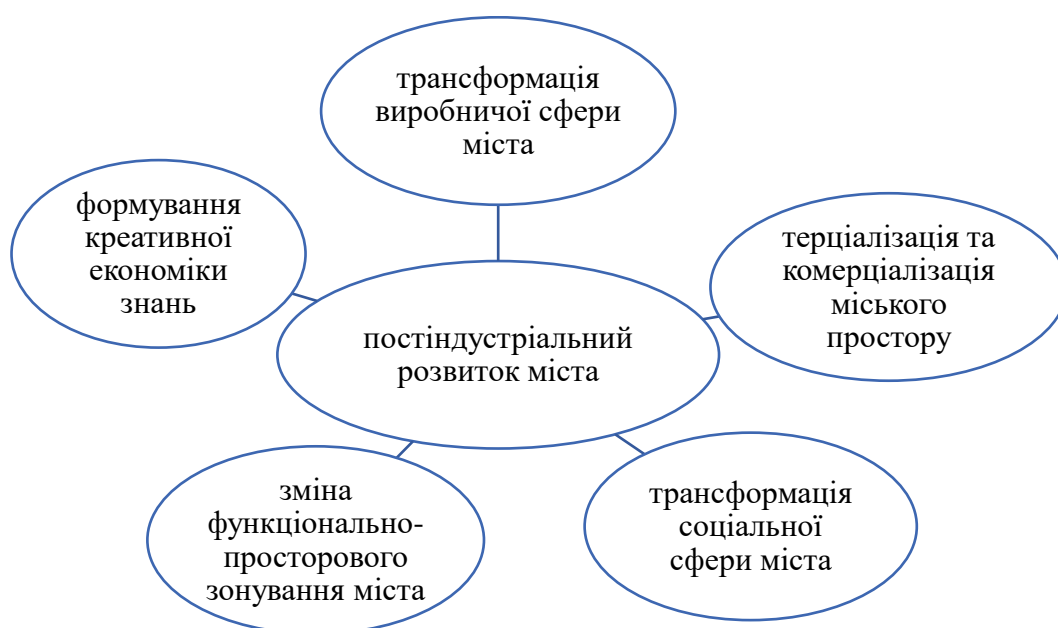 трансформація
виробничої сфери
міста
формування
креативної
економіки
знань
терціалізація та
комерціалізація
міського
простору
постіндустріальний
розвиток міста
зміна
функціонально-
просторового
зонування міста
трансформація
соціальної
сфери міста